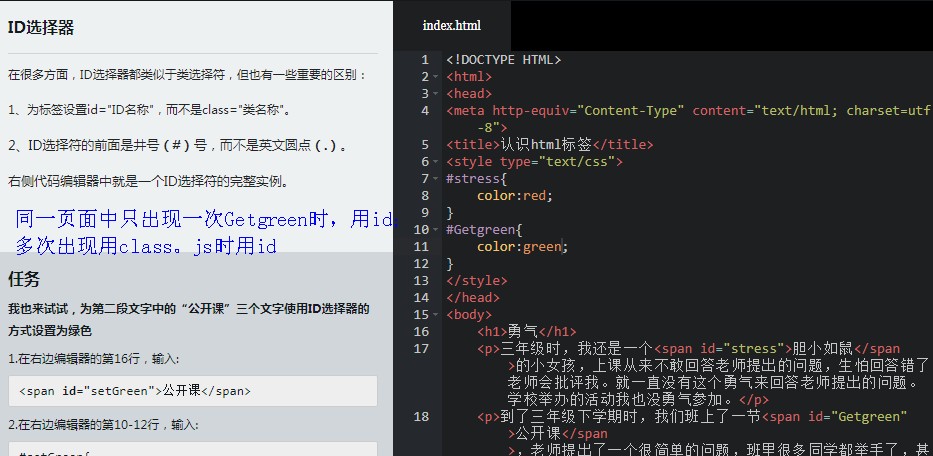 ID选择器
在很多方面，ID选择器都类似于类选择符，但也有一些重要的区别：
1、为标签设置id="ID名称"，而不是class="类名称"。
2、ID选择符的前面是井号（#）号，而不是英文圆点（.）。
右侧代码编辑器中就是一个ID选择符的完整实例。
同一页面中只出现一次Getgreen时，用id,
多次出现用class。js时用id
任务
我也来试试，为第二段文字中的“公开课”三个文字使用ID选择器的
方式设置为绿色
1.在右边编辑器的第16行，输入:
<span id="setGreen">公开课</span>
2.在右边编辑器的第10-12行，输入:
#setGreen{
index.html
1 <!DOCTYPE HTML>
2 <html>
3 <head>
4 <meta http-equiv="Content-Type" content="text/html; charset=utf
-8">
5 <title>认识html标签</title>
6 <style type="text/css">
7 #stress{
8 color:red;
9 }
10 #Getgreen{
11 color:green;
12 }
13 </style>
14 </head>
15 <body>
16 <h1>勇气</h1>
17 <p>三年级时，我还是一个<span id="stress">胆小如鼠</span
>的小女孩，上课从来不敢回答老师提出的问题，生怕回答错了
老师会批评我。就一直没有这个勇气来回答老师提出的问题。
学校举办的活动我也没勇气参加。</p>
18 <p>到了三年级下学期时，我们班上了一节<span id="Getgreen"
>公开课</span
>，老师提出了一个很简单的问题，班里很多同学都举手了，甚